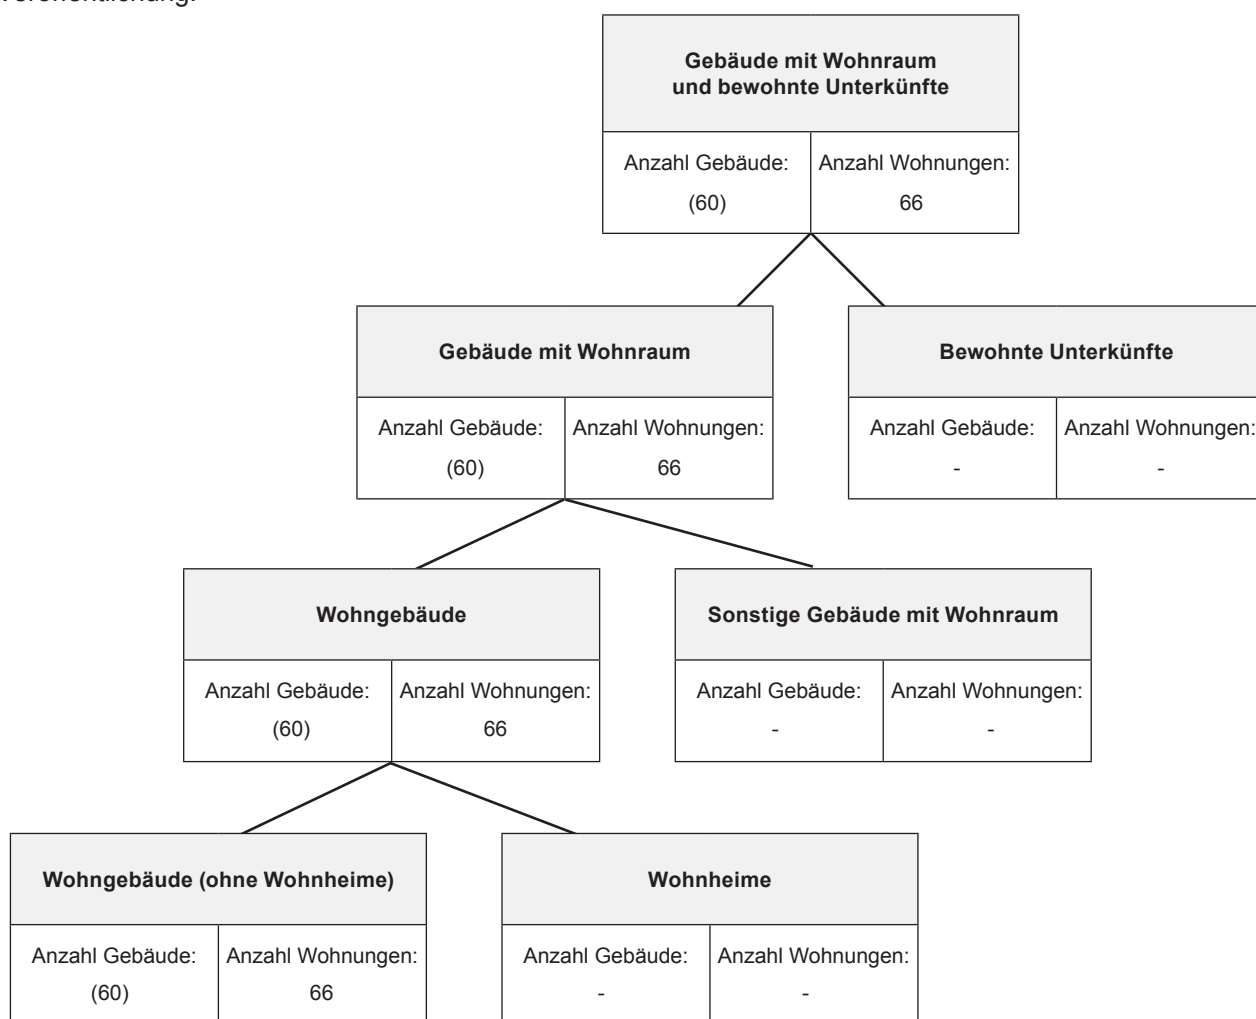 Veröffentlichung.
Gebäude mit Wohnraum
und bewohnte Unterkünfte
Anzahl Gebäude: Anzahl Wohnungen:
(60) 66
Gebäude mit Wohnraum Bewohnte Unterkünfte
Anzahl Gebäude: Anzahl Wohnungen: Anzahl Gebäude: Anzahl Wohnungen:
(60) 66 - -
Wohngebäude Sonstige Gebäude mit Wohnraum
Anzahl Gebäude: Anzahl Wohnungen: Anzahl Gebäude: Anzahl Wohnungen:
(60) 66 - -
Wohngebäude (ohne Wohnheime) Wohnheime
Anzahl Gebäude: Anzahl Wohnungen: Anzahl Gebäude: Anzahl Wohnungen:
(60) 66 - -